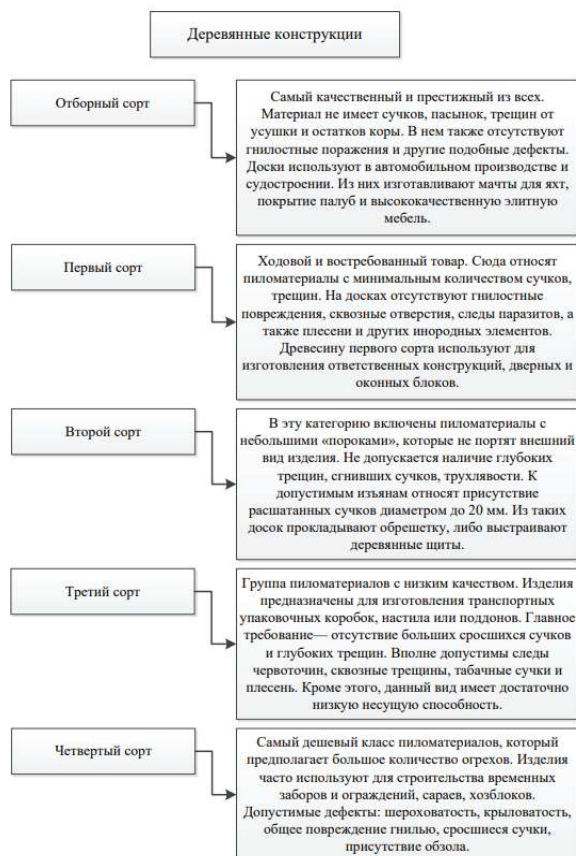 Деревянные конструкции
Отборный сорт
Самый качественный и престижный из всех.
Материал не имеет сучков, пасынок, трещин от
усушки и остатков коры. В нем также отсутствуют
гнилостные поражения и другие подобные дефекты.
Доски используют в автомобильном производстве и
судостроении. Из них изготавливают мачты для яхт,
покрытие палуб и высококачественную элитную
мебель.
Первый сорт
Ходовой и востребованный товар. Сюда относят
пиломатериалы с минимальным количеством сучков,
трещин. На досках отсутствуют гнилостные
повреждения, сквозные отверстия, следы паразитов, а
также плесени и других инородных элементов.
Древесину первого сорта используют для
изготовления ответственных конструкций, дверных и
оконных блоков.
Второй сорт
В эту категорию включены пиломатериалы с
небольшими «пороками», которые не портят внешний
вид изделия. Не допускается наличие глубоких
трещин, сгнивших сучков, трухлявости. К
допустимым изъянам относят присутствие
расшатанных сучков диаметром до 20 мм. Из таких
досок прокладывают обрешетку, либо выстраивают
деревянные щиты.
Третий сорт
Группа пиломатериалов с низким качеством. Изделия
предназначены для изготовления транспортных
упаковочных коробок, настила или поддонов. Главное
требование— отсутствие больших сросшихся сучков
и глубоких трещин. Вполне допустимы следы
червоточин, сквозные трещины, табачные сучки и
плесень. Кроме этого, данный вид имеет достаточно
низкую несущую способность.
Четвертый сорт
Самый дешевый класс пиломатериалов, который
предполагает большое количество огрехов. Изделия
часто используют для строительства временных
заборов и ограждений, сараев, хозблоков.
Допустимые дефекты: шероховатость, крыловатость,
общее повреждение гнилью, сросшиеся сучки,
присутствие обзола.